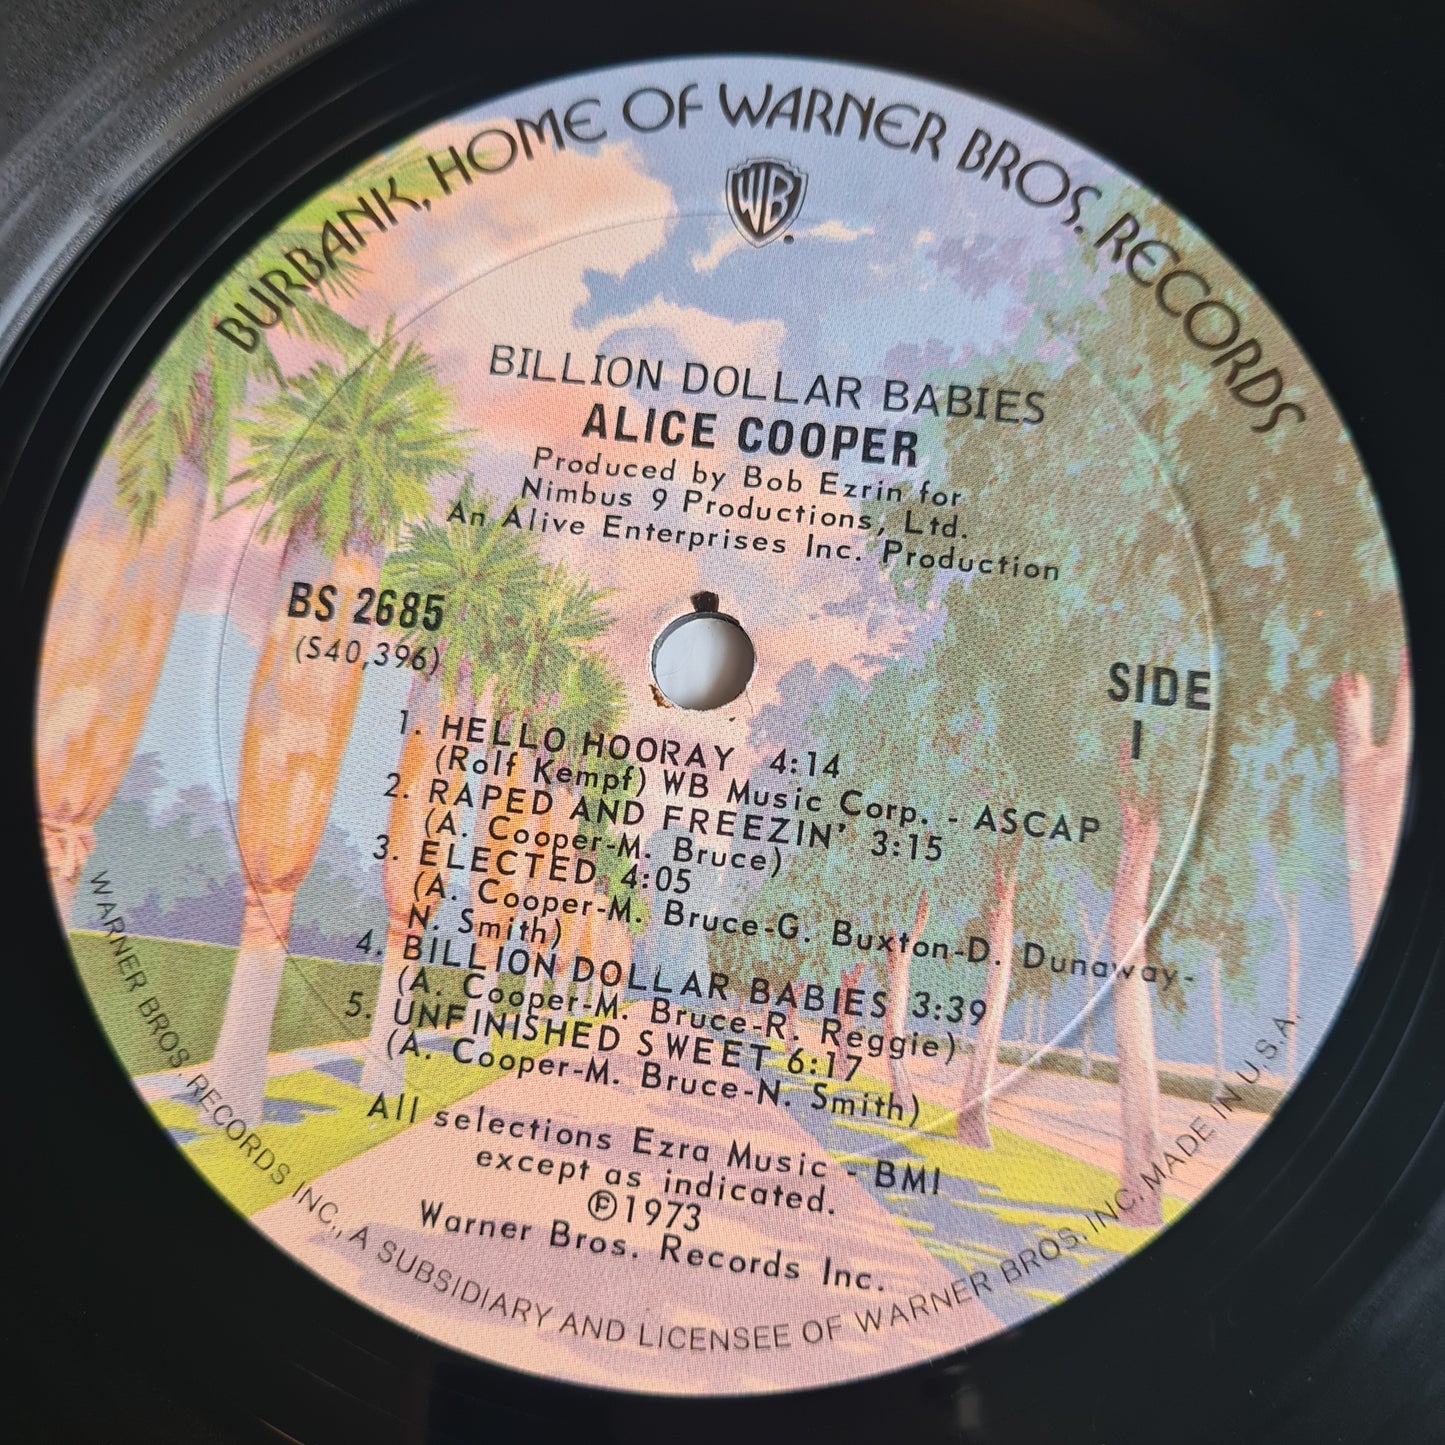 BURBANK, HOME OF WARNER BROS. RECORDS
WB
BILLION DOLLAR BABIES
ALICE COOPER
Produced by Bob Ezrin for
Nimbus 9 Productions, Ltd.
An Alive Enterprises Inc. Production
BS 2685
(S40,396)
SIDE
1
1. HELLO HOORAY 4:14
(Rolf Kempf) WB Music Corp. - ASCAP
2. RAPED AND FREEZIN' 3:15
(A. Cooper-M. Bruce)
3. ELECTED 4:05
(A. Cooper-M. Bruce-G. Buxton-D. Dunaway-
N. Smith)
4. BILLION DOLLAR BABIES 3:39
(A. Cooper-M. Bruce-R. Reggie)
5. UNFINISHED SWEET 6:17
(A. Cooper-M. Bruce-N. Smith)
All selections Ezra Music - BMI
except as indicated.
Ⓟ1973
Warner Bros. Records Inc.
WARNER BROS. RECORDS INC., A SUBSIDIARY AND LICENSEE OF WARNER BROS. INC. MADE IN U.S.A.